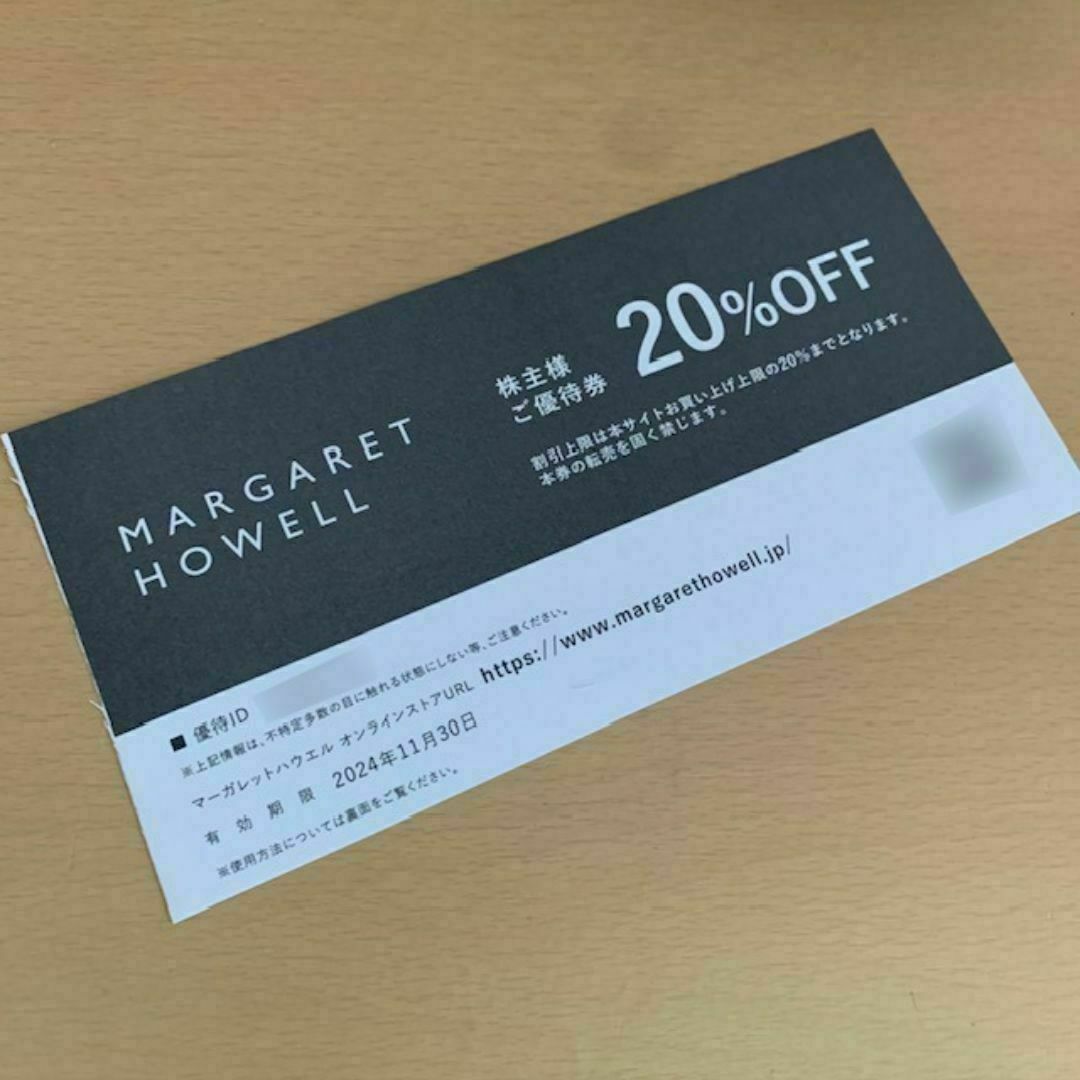 MARGARET
HOWELL
株主様
ご優待券
20%OFF
割引上限は本サイトお買い上げ上限の20%までとなります。
本券の転売を固く禁じます。
■ 優待ID
※上記情報は、不特定多数の目に触れる状態にしない等、ご注意ください。
マーガレットハウエル オンラインストアURL https://www.margarethowell.jp/
有効期限 2024年11月30日
※使用方法については裏面をご覧ください。